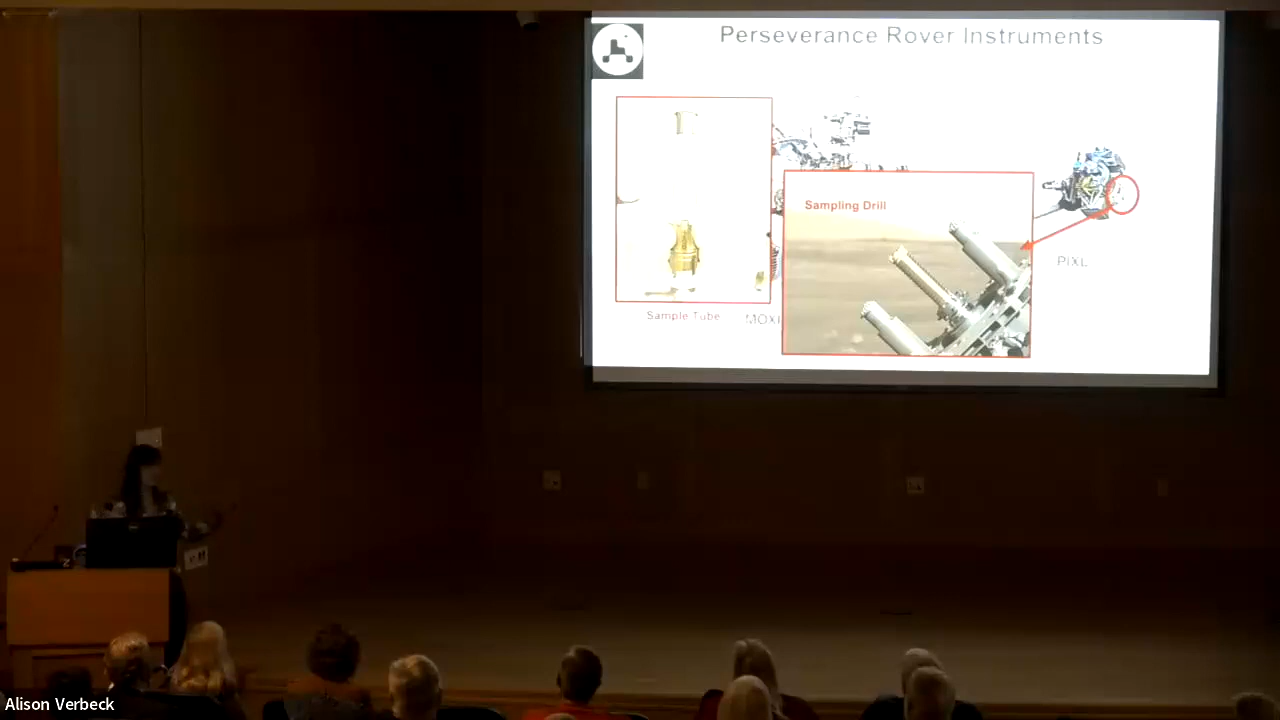 Perseverance Rover Instruments
Sampling Drill
PIXL
Sample Tube
MOXI
Alison Verbeck